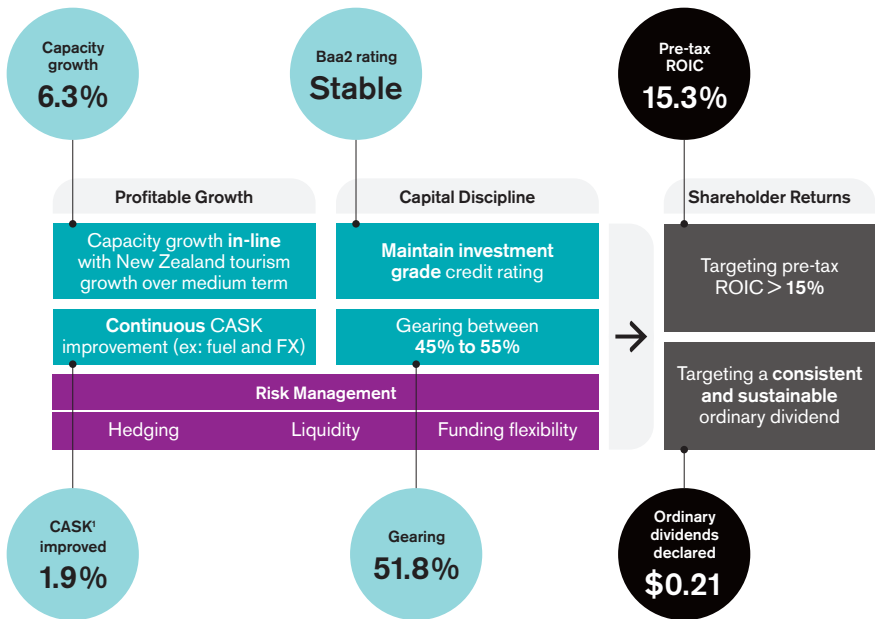 Capacity
growth
6.3%
Baa2 rating
Stable
Pre-tax
ROIC
15.3%
Profitable Growth
Capital Discipline
Shareholder Returns
Capacity growth in-line
with New Zealand tourism
growth over medium term
Maintain investment
grade credit rating
Targeting pre-tax
ROIC > 15%
Continuous CASK
improvement (ex: fuel and FX)
Gearing between
45% to 55%
Targeting a consistent
and sustainable
ordinary dividend
Risk Management
Hedging
Liquidity
Funding flexibility
CASK¹
improved
1.9%
Gearing
51.8%
Ordinary
dividends
declared
$0.21